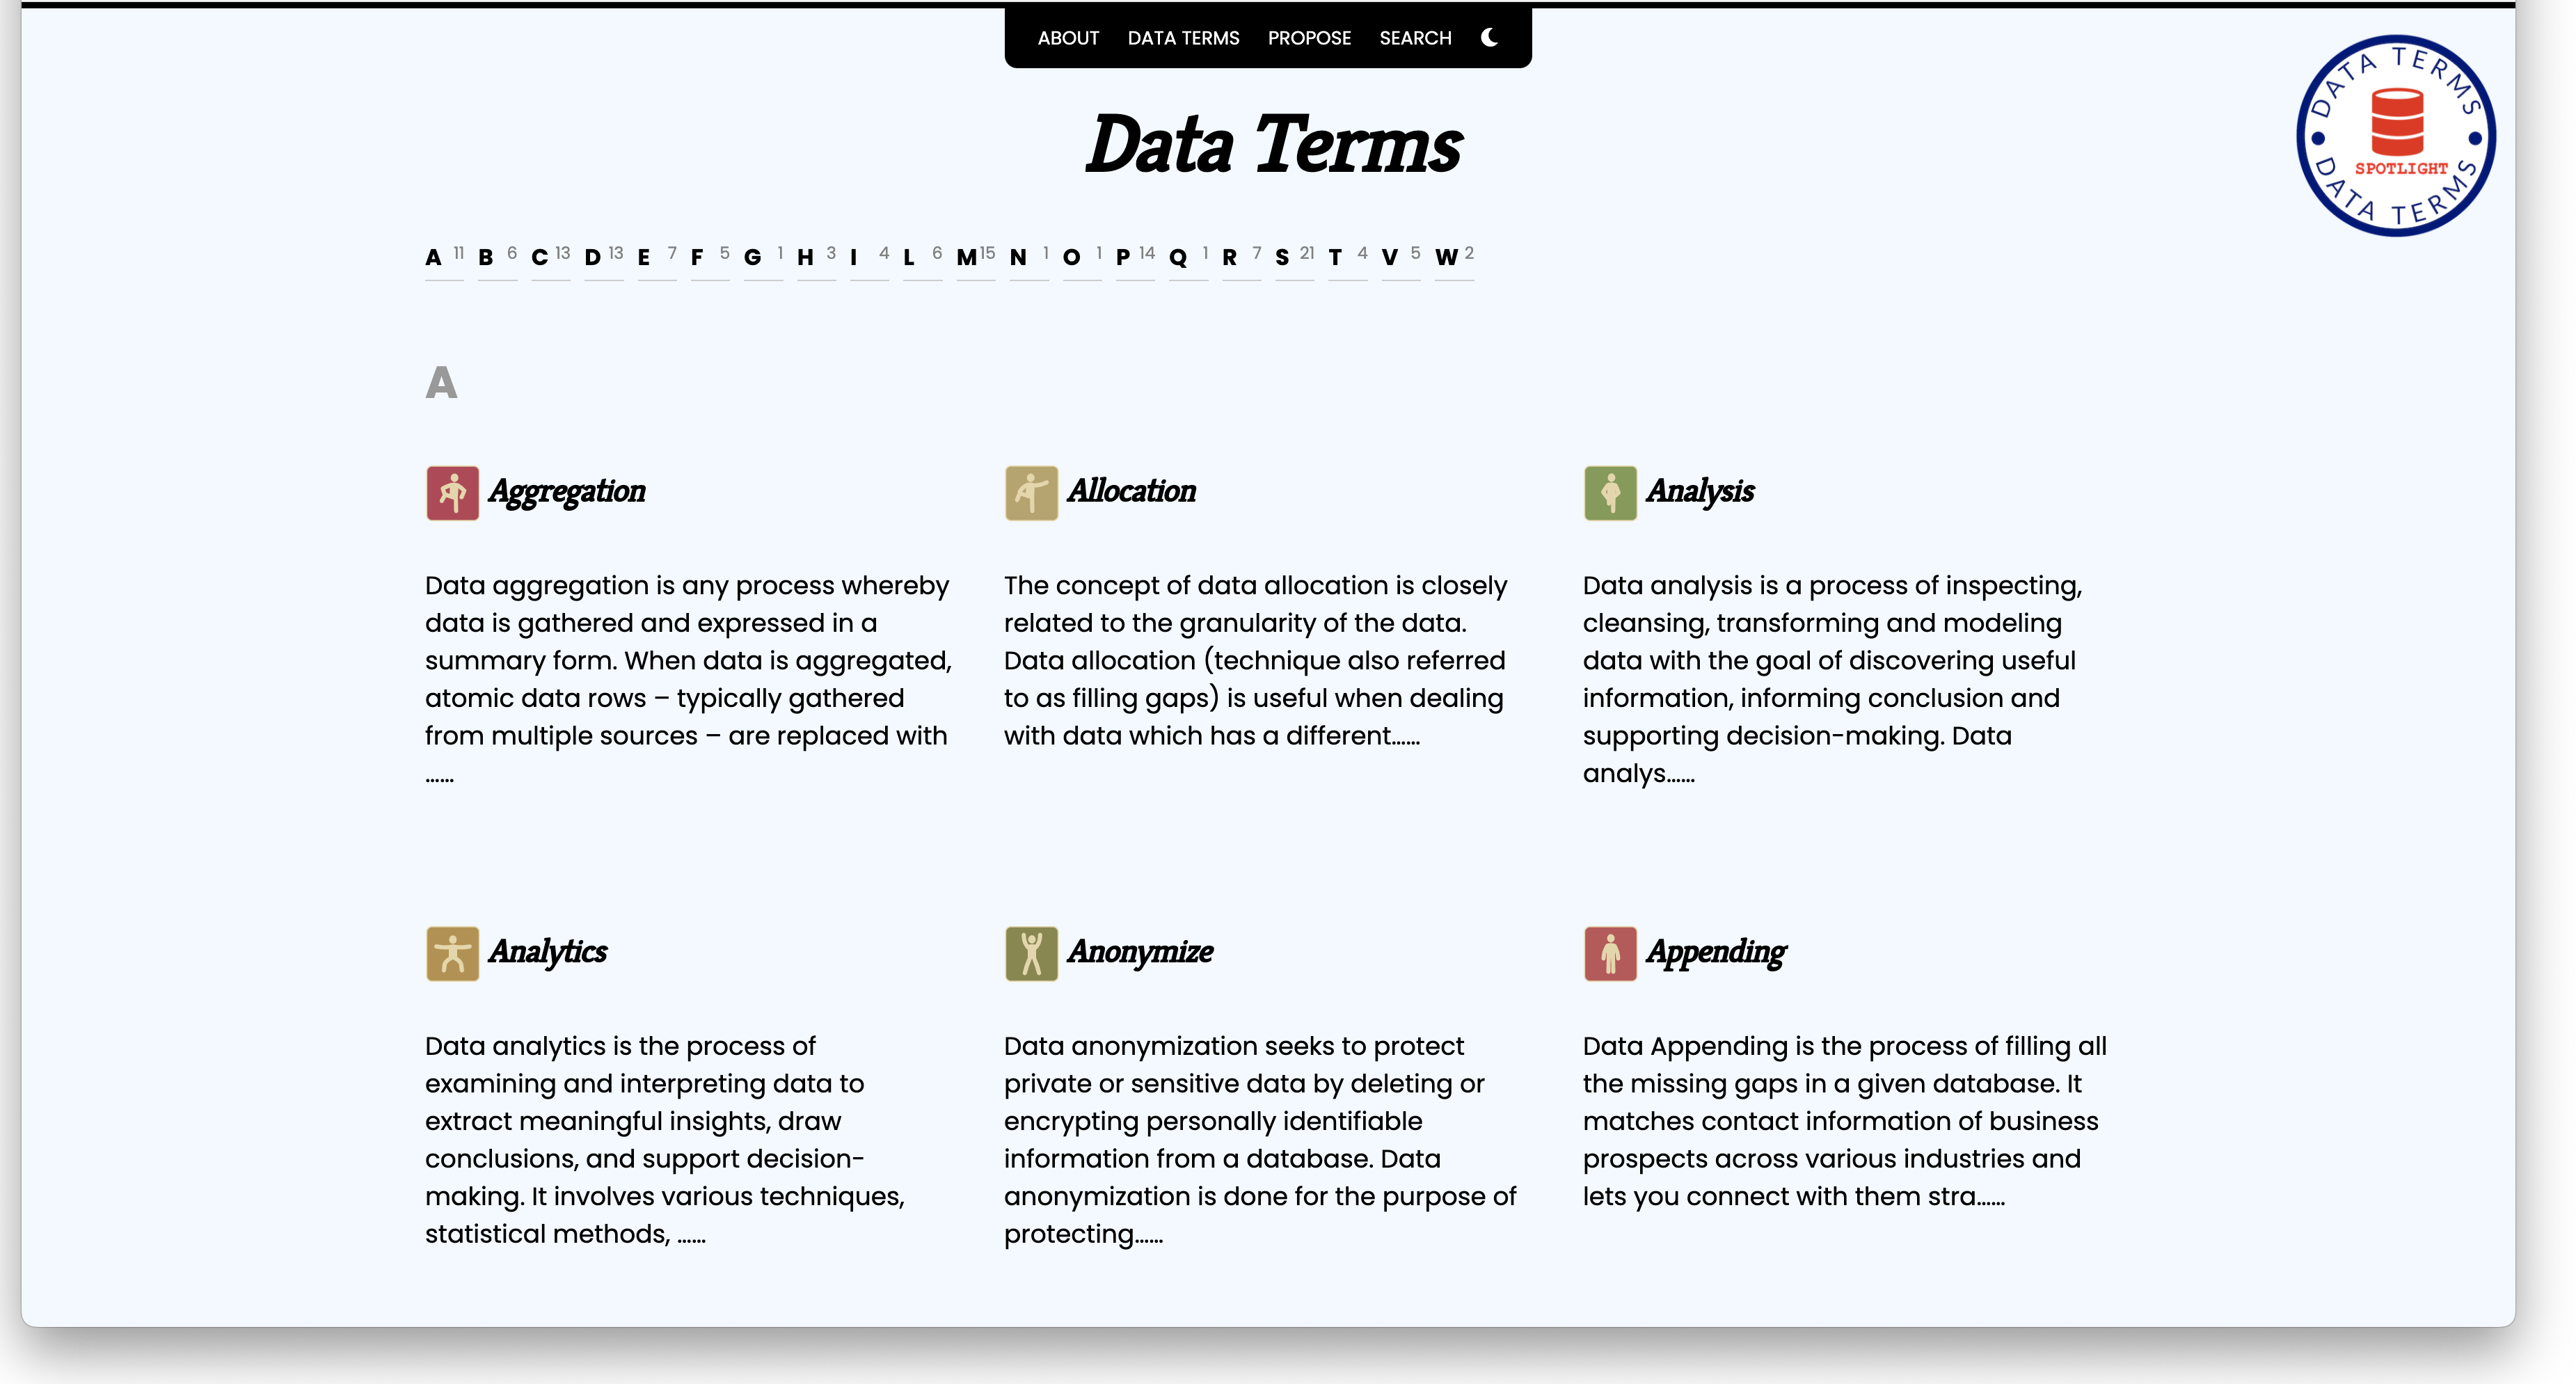 ABOUT DATA TERMS PROPOSE SEARCH
DATA TERMS
SPOTLIGHT
DATA TERMS
Data Terms
A 11 B 6 C 13 D 13 E 7 F 5 G 1 H 3 I 4 L 6 M 15 N 1 O 1 P 14 Q 1 R 7 S 21 T 4 V 5 W 2
A
Aggregation
Data aggregation is any process whereby
data is gathered and expressed in a
summary form. When data is aggregated,
atomic data rows – typically gathered
from multiple sources – are replaced with
......
Allocation
The concept of data allocation is closely
related to the granularity of the data.
Data allocation (technique also referred
to as filling gaps) is useful when dealing
with data which has a different......
Analysis
Data analysis is a process of inspecting,
cleansing, transforming and modeling
data with the goal of discovering useful
information, informing conclusion and
supporting decision-making. Data
analys......
Analytics
Data analytics is the process of
examining and interpreting data to
extract meaningful insights, draw
conclusions, and support decision-
making. It involves various techniques,
statistical methods, ......
Anonymize
Data anonymization seeks to protect
private or sensitive data by deleting or
encrypting personally identifiable
information from a database. Data
anonymization is done for the purpose of
protecting......
Appending
Data Appending is the process of filling all
the missing gaps in a given database. It
matches contact information of business
prospects across various industries and
lets you connect with them stra......